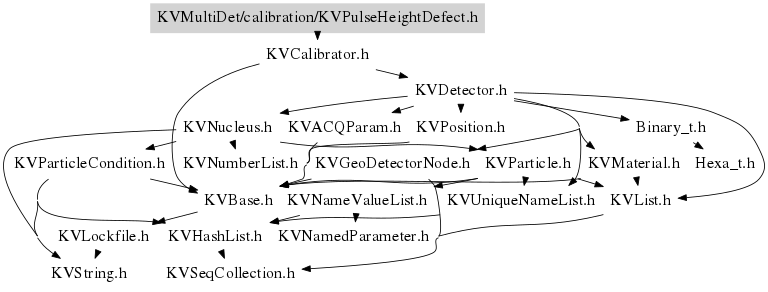 KVMultiDet/calibration/KVPulseHeightDefect.h
KVCalibrator.h
KVDetector.h
KVNucleus.h KVACQParam.h KVPosition.h Binary_t.h
KVParticleCondition.h KVNumberList.h KVGeoDetectorNode.h KVParticle.h KVMaterial.h Hexa_t.h
KVBase.h KVNameValueList.h KVUniqueNameList.h KVList.h
KVLockfile.h KVHashList.h KVNamedParameter.h
KVString.h KVSeqCollection.h